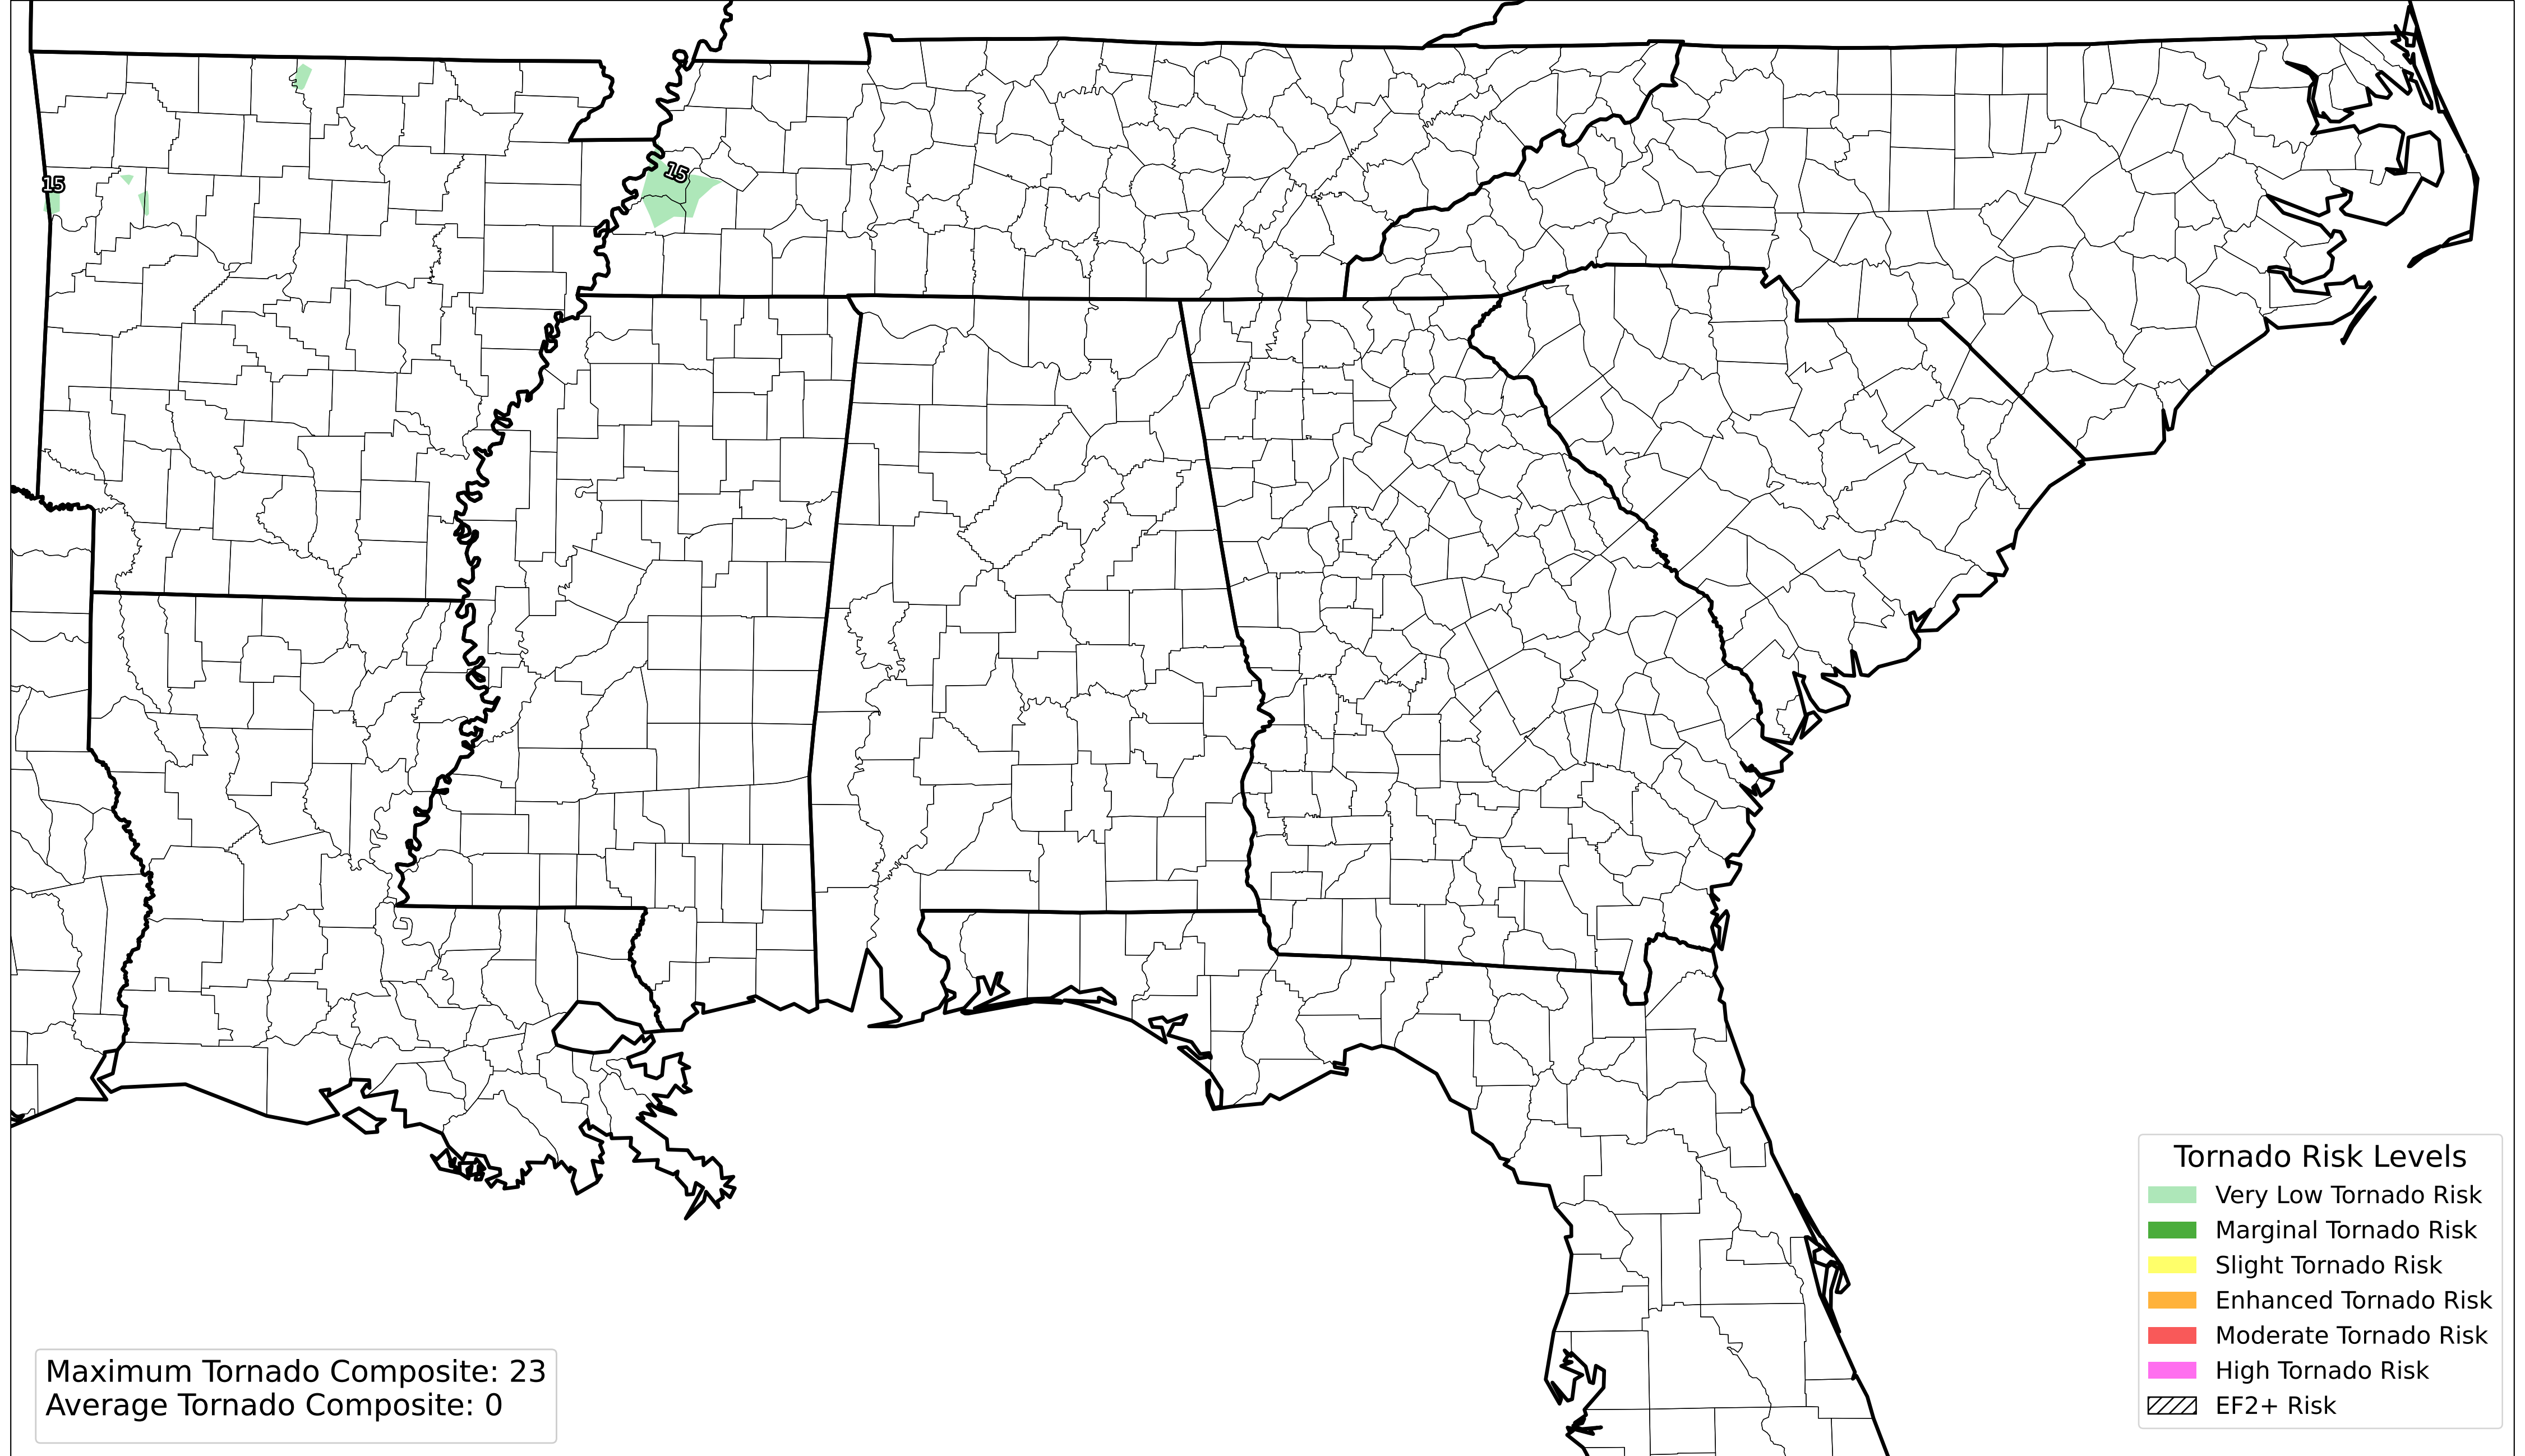 15
15
Tornado Risk Levels
Very Low Tornado Risk
Marginal Tornado Risk
Slight Tornado Risk
Enhanced Tornado Risk
Moderate Tornado Risk
High Tornado Risk
EF2+ Risk
Maximum Tornado Composite: 23
Average Tornado Composite: 0